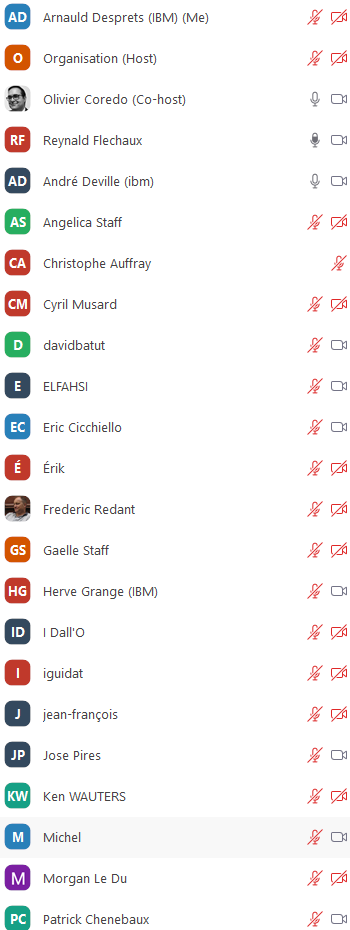 AD Arnauld Desprets (IBM) (Me)
O Organisation (Host)
Olivier Coredo (Co-host)
RF Reynald Flechaux
AD André Deville (ibm)
AS Angelica Staff
CA Christophe Auffray
CM Cyril Musard
D davidbatut
E ELFAHSI
EC Eric Cicchiello
É Érik
Frederic Redant
GS Gaelle Staff
HG Herve Grange (IBM)
ID I Dall'O
I iguidat
J jean-françois
JP Jose Pires
KW Ken WAUTERS
M Michel
M Morgan Le Du
PC Patrick Chenebaux